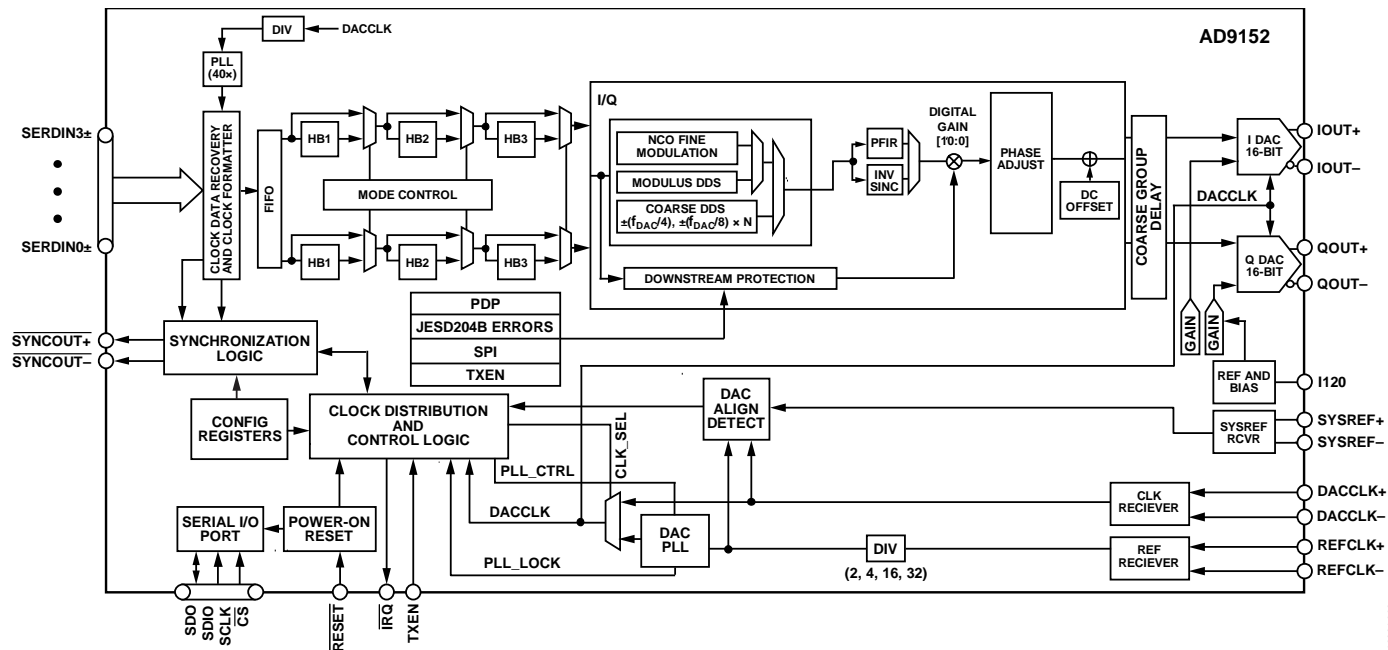 DIV
DACCLK
AD9152
PLL
(40×)
SERDIN3±
SERDIN0±
CLOCK DATA RECOVERY
AND CLOCK FORMATTER
FIFO
HB1
HB2
HB3
MODE CONTROL
HB1
HB2
HB3
I/Q
NCO FINE
MODULATION
MODULUS DDS
COARSE DDS
±(fDAC/4), ±(fDAC/8) × N
PFIR
INV
SINC
DIGITAL
GAIN
[10:0]
PHASE
ADJUST
DC
OFFSET
DOWNSTREAM PROTECTION
COARSE GROUP
DELAY
I DAC
16-BIT
IOUT+
IOUT–
DACCLK
Q DAC
16-BIT
QOUT+
QOUT–
GAIN
GAIN
REF AND
BIAS
I120
PDP
JESD204B ERRORS
SPI
TXEN
SYNCOUT+
SYNCOUT–
SYNCHRONIZATION
LOGIC
CONFIG
REGISTERS
CLOCK DISTRIBUTION
AND
CONTROL LOGIC
DAC
ALIGN
DETECT
SYSREF
RCVR
SYSREF+
SYSREF–
CLK_SEL
PLL_CTRL
DACCLK
PLL_LOCK
DAC
PLL
DIV
(2, 4, 16, 32)
CLK
RECIEVER
DACCLK+
DACCLK–
REF
RECIEVER
REFCLK+
REFCLK–
SERIAL I/O
PORT
POWER-ON
RESET
SDO
SDIO
SCLK
CS
RESET
IRQ
TXEN